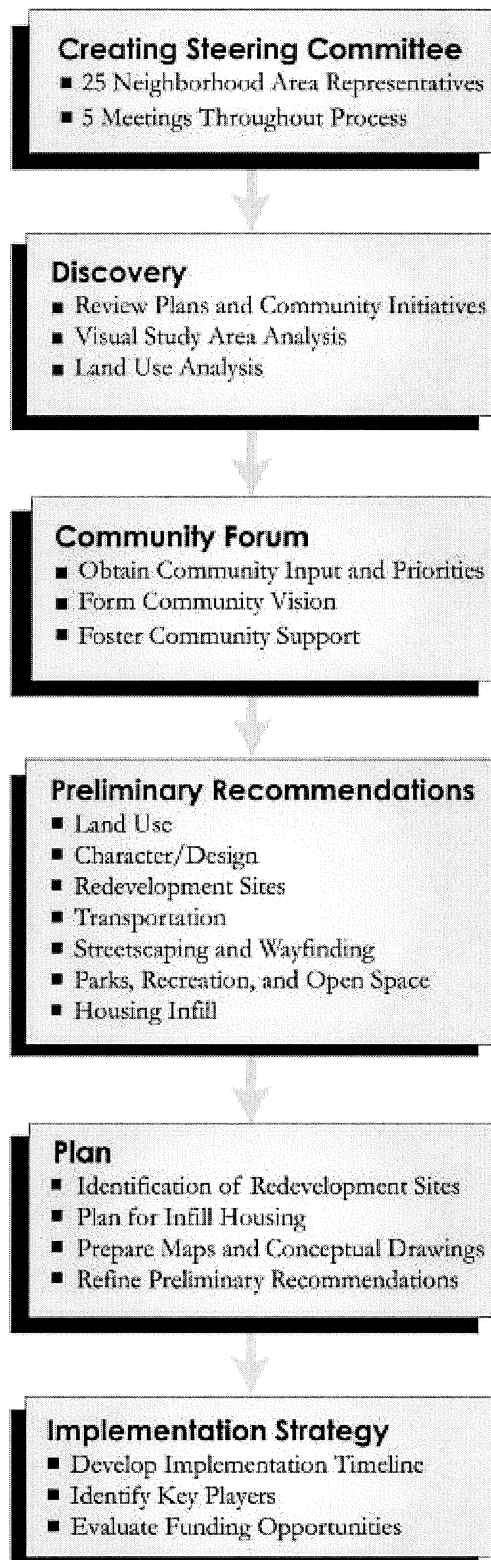 Creating Steering Committee
▪ 25 Neighborhood Area Representatives
▪ 5 Meetings Throughout Process
Discovery
▪ Review Plans and Community Initiatives
▪ Visual Study Area Analysis
▪ Land Use Analysis
Community Forum
▪ Obtain Community Input and Priorities
▪ Form Community Vision
▪ Foster Community Support
Preliminary Recommendations
▪ Land Use
▪ Character/Design
▪ Redevelopment Sites
▪ Transportation
▪ Streetscaping and Wayfinding
▪ Parks, Recreation, and Open Space
▪ Housing Infill
Plan
▪ Identification of Redevelopment Sites
▪ Plan for Infill Housing
▪ Prepare Maps and Conceptual Drawings
▪ Refine Preliminary Recommendations
Implementation Strategy
▪ Develop Implementation Timeline
▪ Identify Key Players
▪ Evaluate Funding Opportunities